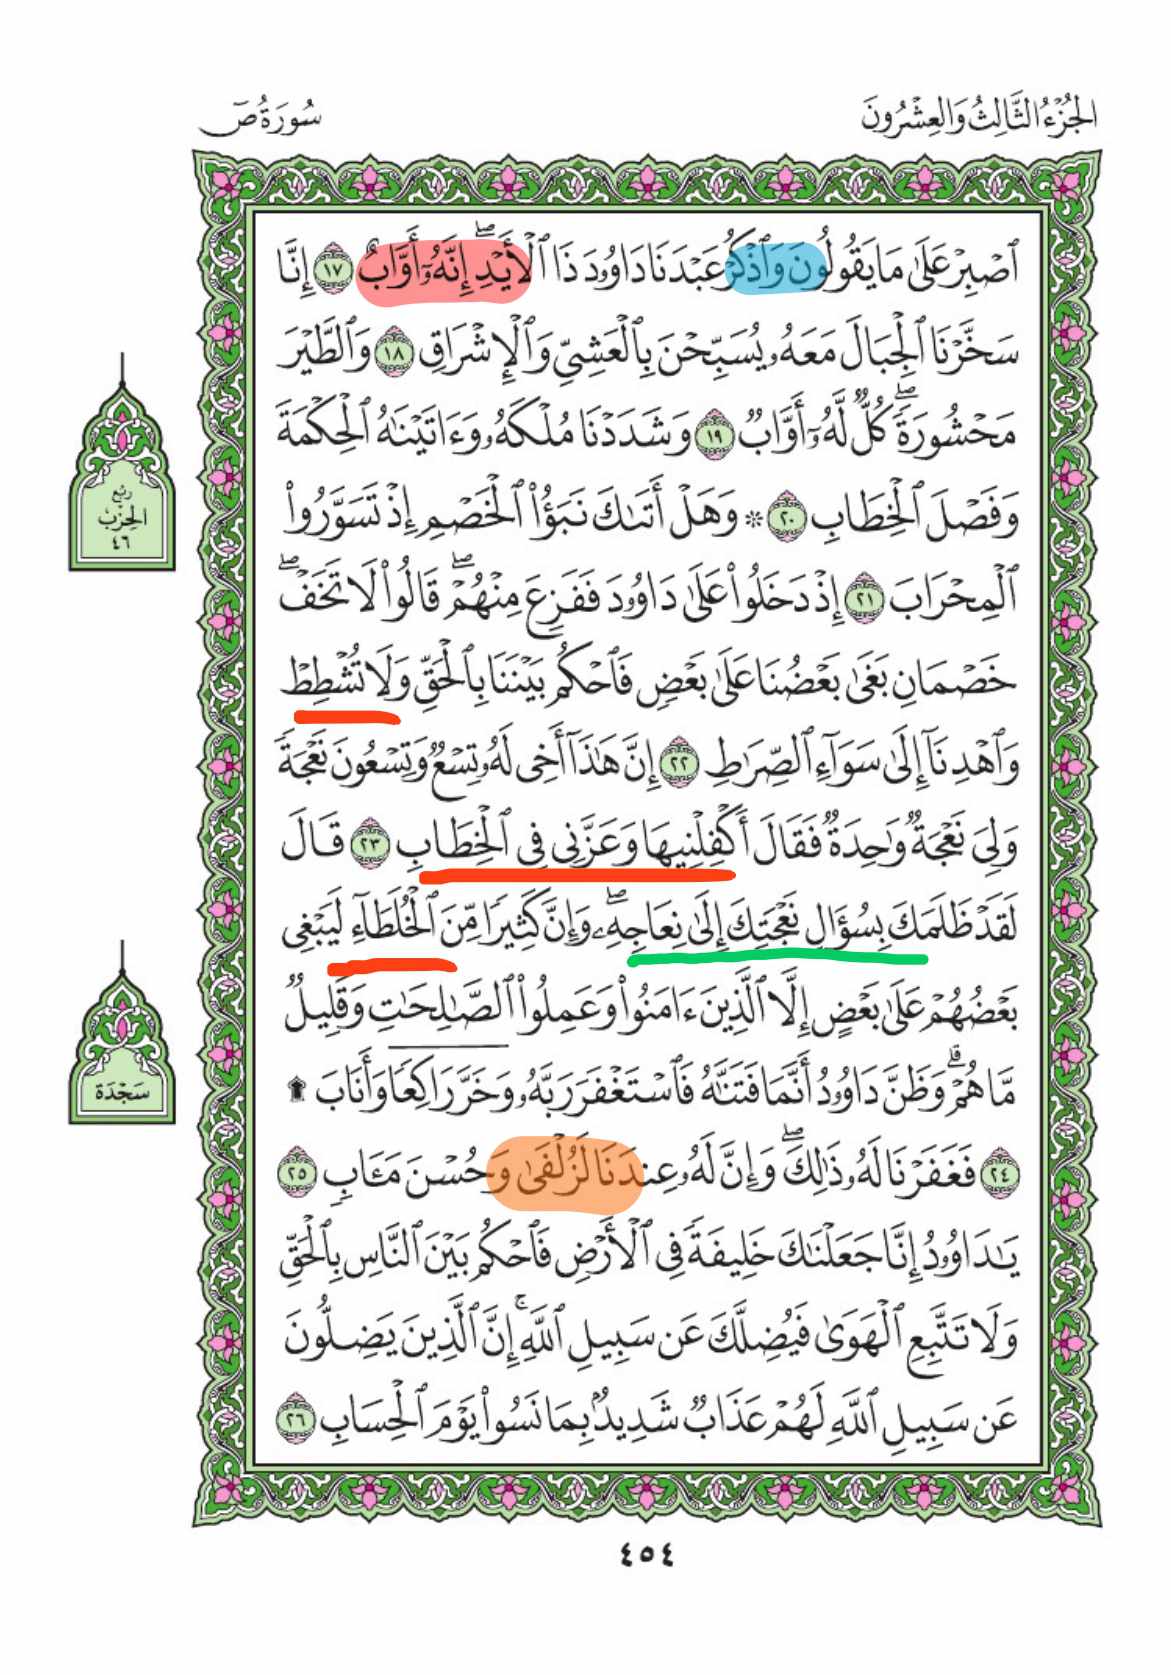 الجُزْءُ الثَّالِثُ وَالعِشْرُونَ
سُورَةُ صٓ
ٱصْبِرْ عَلَىٰ مَا يَقُولُونَ وَٱذْكُرْ عَبْدَنَا دَاوُۥدَ ذَا ٱلْأَيْدِۖ إِنَّهُۥٓ أَوَّابٌ ١٧ إِنَّا
سَخَّرْنَا ٱلْجِبَالَ مَعَهُۥ يُسَبِّحْنَ بِٱلْعَشِيِّ وَٱلْإِشْرَاقِ ١٨ وَٱلطَّيْرَ
مَحْشُورَةًۖ كُلٌّ لَّهُۥٓ أَوَّابٌ ١٩ وَشَدَدْنَا مُلْكَهُۥ وَءَاتَيْنَٰهُ ٱلْحِكْمَةَ
وَفَصْلَ ٱلْخِطَابِ ٢٠ ۞ وَهَلْ أَتَىٰكَ نَبَؤُا۟ ٱلْخَصْمِ إِذْ تَسَوَّرُوا۟
ٱلْمِحْرَابَ ٢١ إِذْ دَخَلُوا۟ عَلَىٰ دَاوُۥدَ فَفَزِعَ مِنْهُمْۖ قَالُوا۟ لَا تَخَفْۖ
خَصْمَانِ بَغَىٰ بَعْضُنَا عَلَىٰ بَعْضٍ فَٱحْكُم بَيْنَنَا بِٱلْحَقِّ وَلَا تُشْطِطْ
وَٱهْدِنَآ إِلَىٰ سَوَآءِ ٱلصِّرَٰطِ ٢٢ إِنَّ هَٰذَآ أَخِى لَهُۥ تِسْعٌ وَتِسْعُونَ نَعْجَةً
وَلِىَ نَعْجَةٌ وَٰحِدَةٌ فَقَالَ أَكْفِلْنِيهَا وَعَزَّنِى فِى ٱلْخِطَابِ ٢٣ قَالَ
لَقَدْ ظَلَمَكَ بِسُؤَالِ نَعْجَتِكَ إِلَىٰ نِعَاجِهِۦۖ وَإِنَّ كَثِيرًا مِّنَ ٱلْخُلَطَآءِ لَيَبْغِى
بَعْضُهُمْ عَلَىٰ بَعْضٍ إِلَّا ٱلَّذِينَ ءَامَنُوا۟ وَعَمِلُوا۟ ٱلصَّٰلِحَٰتِ وَقَلِيلٌ
مَّا هُمْۗ وَظَنَّ دَاوُۥدُ أَنَّمَا فَتَنَّٰهُ فَٱسْتَغْفَرَ رَبَّهُۥ وَخَرَّ رَاكِعًا وَأَنَابَ ۩
٢٤ فَغَفَرْنَا لَهُۥ ذَٰلِكَۖ وَإِنَّ لَهُۥ عِندَنَا لَزُلْفَىٰ وَحُسْنَ مَـَٔابٍ ٢٥
يَٰدَاوُۥدُ إِنَّا جَعَلْنَٰكَ خَلِيفَةً فِى ٱلْأَرْضِ فَٱحْكُم بَيْنَ ٱلنَّاسِ بِٱلْحَقِّ
وَلَا تَتَّبِعِ ٱلْهَوَىٰ فَيُضِلَّكَ عَن سَبِيلِ ٱللَّهِۚ إِنَّ ٱلَّذِينَ يَضِلُّونَ
عَن سَبِيلِ ٱللَّهِ لَهُمْ عَذَابٌ شَدِيدٌۢ بِمَا نَسُوا۟ يَوْمَ ٱلْحِسَابِ ٢٦
رُبْع
الحِزْب
٤٦
سَجْدَة
٤٥٤